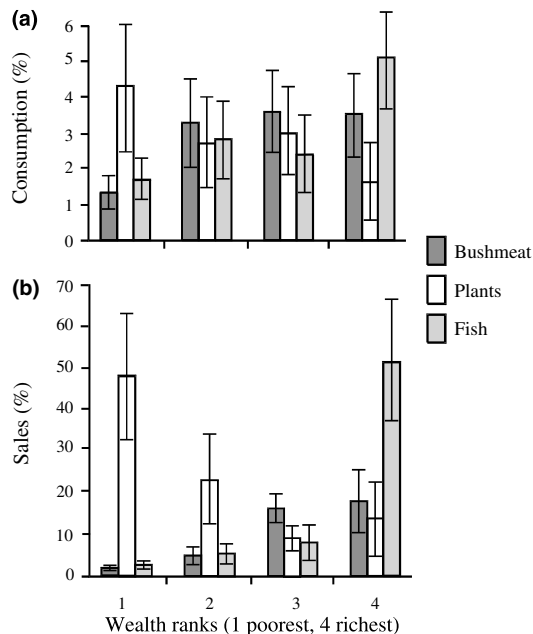 (a)
Consumption (%)
6
5
4
3
2
1
0
Bushmeat
Plants
Fish
(b)
Sales (%)
70
60
50
40
30
20
10
0
1 2 3 4
Wealth ranks (1 poorest, 4 richest)